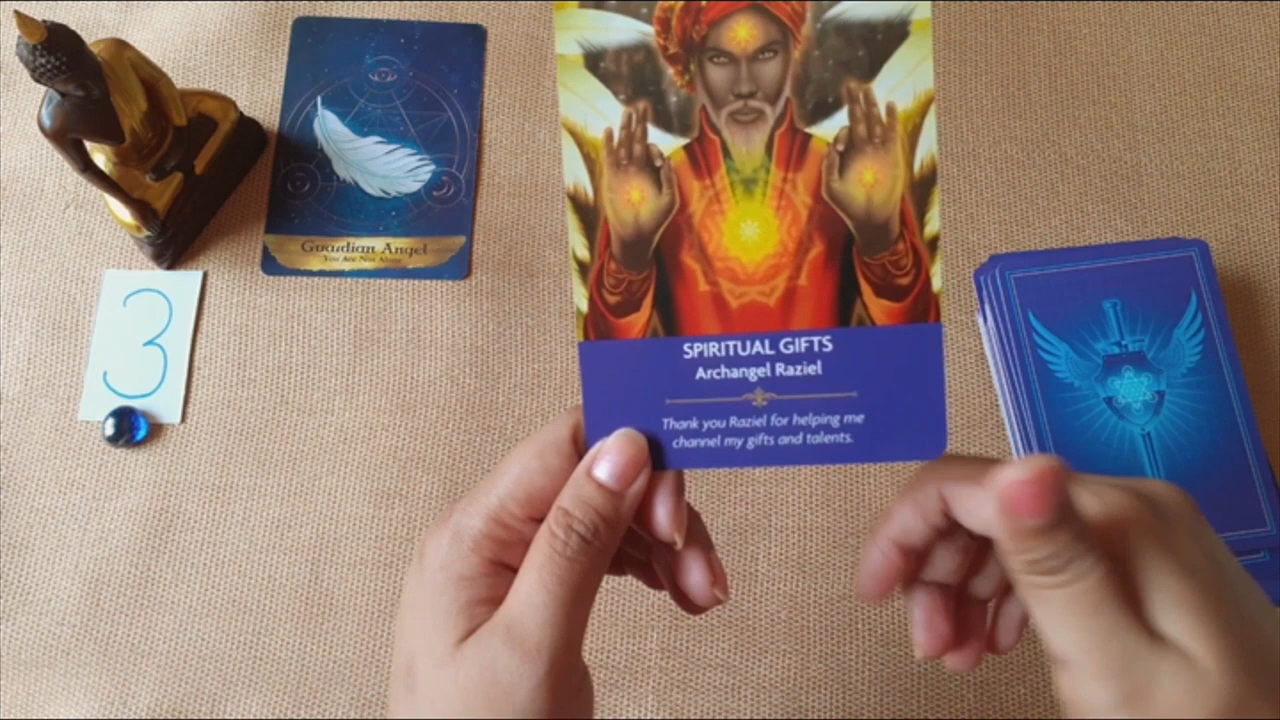 Guardian Angel
You Are Not Alone
3
SPIRITUAL GIFTS
Archangel Raziel
Thank you Raziel for helping me
channel my gifts and talents.